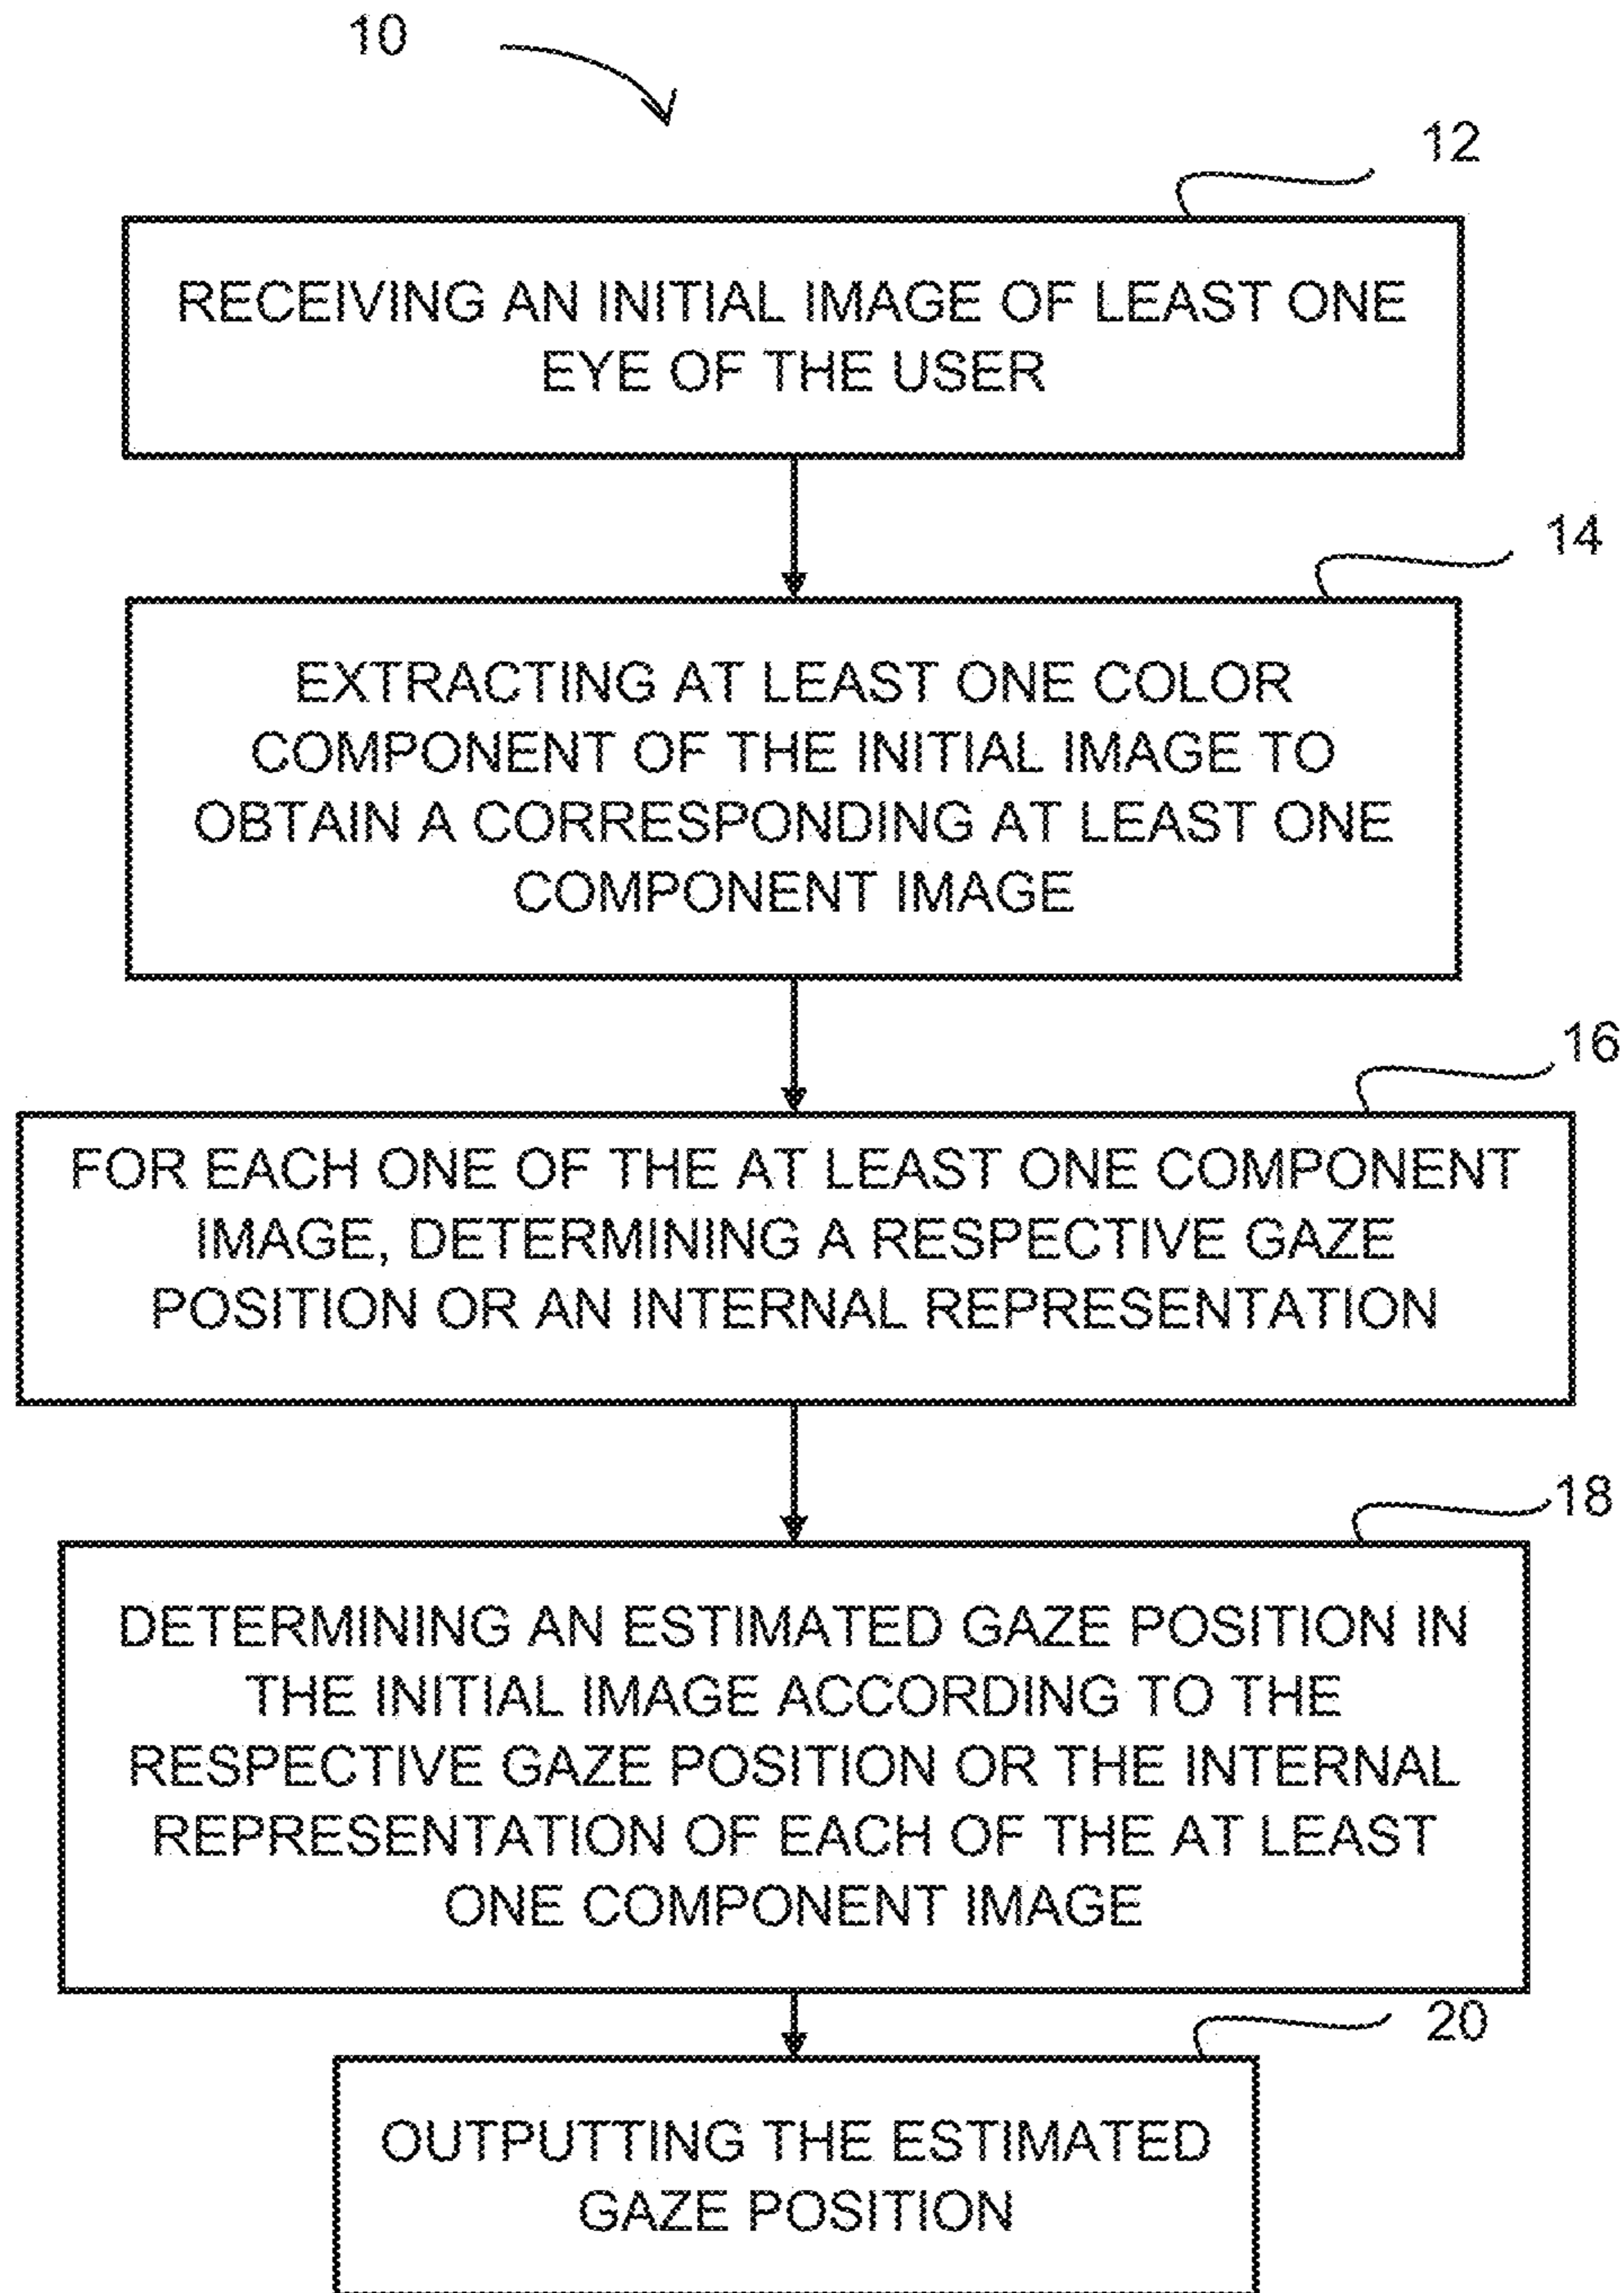 10
12
RECEIVING AN INITIAL IMAGE OF LEAST ONE
EYE OF THE USER
14
EXTRACTING AT LEAST ONE COLOR
COMPONENT OF THE INITIAL IMAGE TO
OBTAIN A CORRESPONDING AT LEAST ONE
COMPONENT IMAGE
16
FOR EACH ONE OF THE AT LEAST ONE COMPONENT
IMAGE, DETERMINING A RESPECTIVE GAZE
POSITION OR AN INTERNAL REPRESENTATION
18
DETERMINING AN ESTIMATED GAZE POSITION IN
THE INITIAL IMAGE ACCORDING TO THE
RESPECTIVE GAZE POSITION OR THE INTERNAL
REPRESENTATION OF EACH OF THE AT LEAST
ONE COMPONENT IMAGE
20
OUTPUTTING THE ESTIMATED
GAZE POSITION